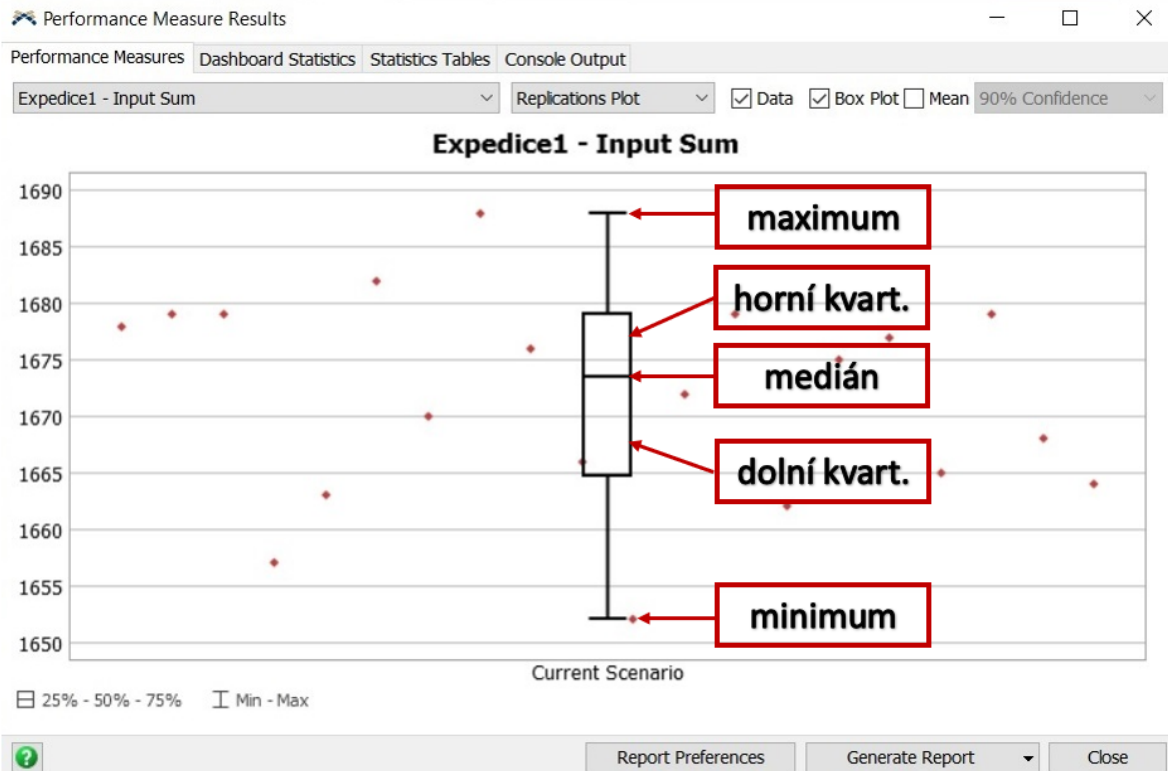 Performance Measure Results
Performance Measures Dashboard Statistics Statistics Tables Console Output
Expedice1 - Input Sum Replications Plot Data Box Plot Mean 90% Confidence
Expedice1 - Input Sum
1690
maximum
1685
1680
horní kvart.
1675
medián
1670
dolní kvart.
1665
1660
1655
minimum
1650
Current Scenario
25% - 50% - 75% Min - Max
? Report Preferences Generate Report Close